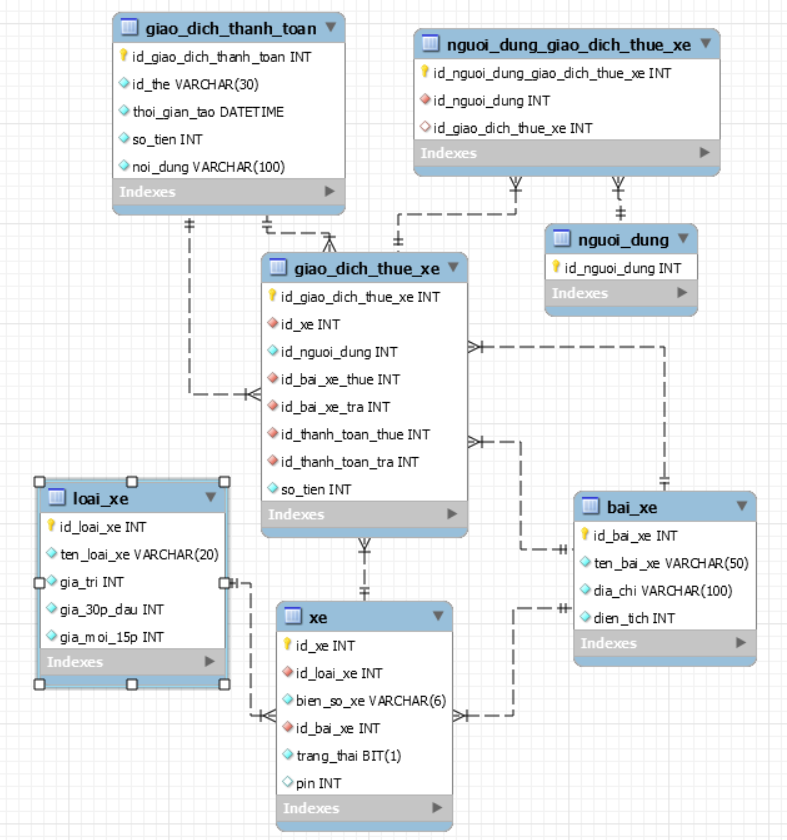 giao_dich_thanh_toan
id_giao_dich_thanh_toan INT
id_the VARCHAR(30)
thoi_gian_tao DATETIME
so_tien INT
noi_dung VARCHAR(100)
Indexes
nguoi_dung_giao_dich_thue_xe
id_nguoi_dung_giao_dich_thue_xe INT
id_nguoi_dung INT
id_giao_dich_thue_xe INT
Indexes
nguoi_dung
id_nguoi_dung INT
Indexes
giao_dich_thue_xe
id_giao_dich_thue_xe INT
id_xe INT
id_nguoi_dung INT
id_bai_xe_thue INT
id_bai_xe_tra INT
id_thanh_toan_thue INT
id_thanh_toan_tra INT
so_tien INT
Indexes
loai_xe
id_loai_xe INT
ten_loai_xe VARCHAR(20)
gia_tri INT
gia_30p_dau INT
gia_moi_15p INT
Indexes
bai_xe
id_bai_xe INT
ten_bai_xe VARCHAR(50)
dia_chi VARCHAR(100)
dien_tich INT
Indexes
xe
id_xe INT
id_loai_xe INT
bien_so_xe VARCHAR(6)
id_bai_xe INT
trang_thai BIT(1)
pin INT
Indexes